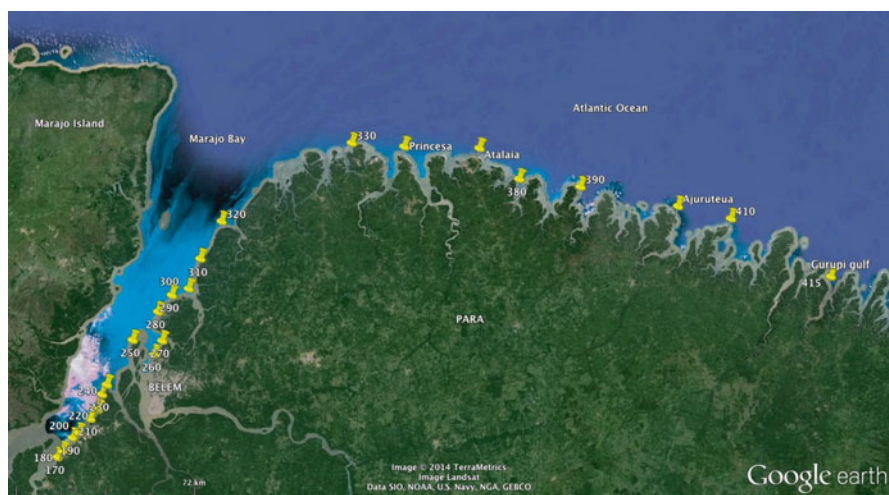 Atlantic Ocean
Marajo Island
Marajo Bay
330
Princesa
Atalaia
380
390
Ajuruteua
410
320
Gurupi gulf
415
310
300
290
280
PARA
250
270
260
BELEM
240
230
220
200
210
190
180
170
72 km
Image © 2014 TerraMetrics
Image Landsat
Data SIO, NOAA, U.S. Navy, NGA, GEBCO
Google earth